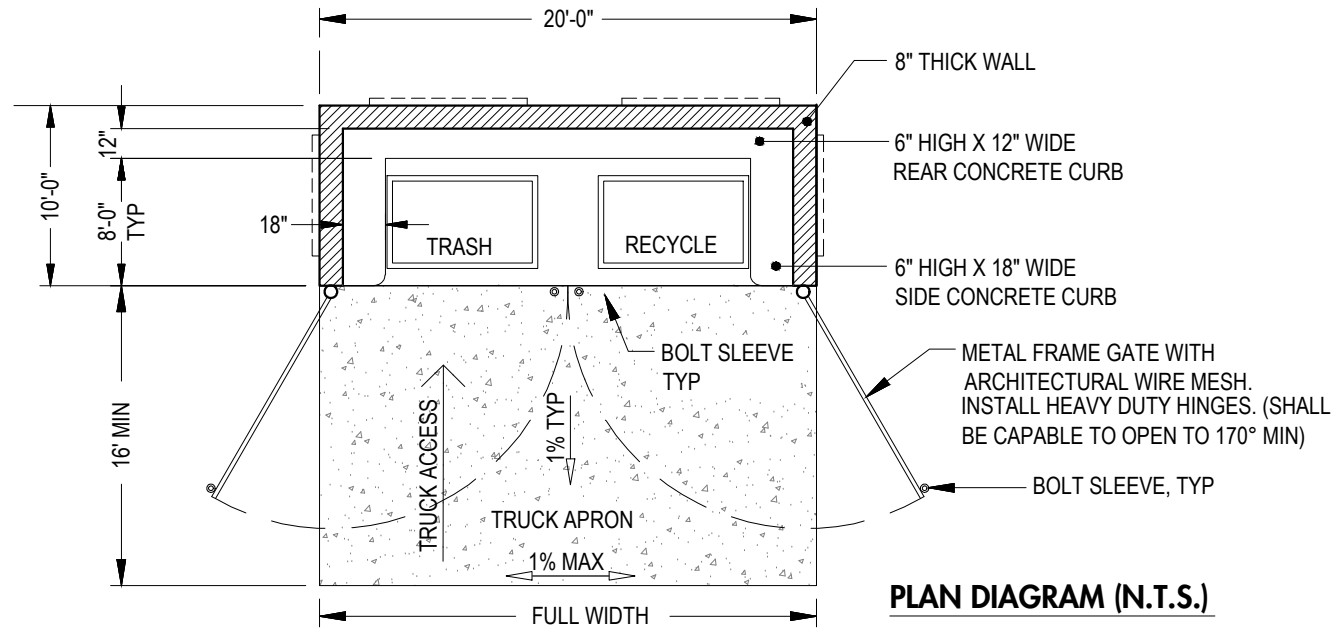 20'-0"
8" THICK WALL
12"
6" HIGH X 12" WIDE
REAR CONCRETE CURB
10'-0"
8'-0"
TYP
18"
TRASH
RECYCLE
6" HIGH X 18" WIDE
SIDE CONCRETE CURB
BOLT SLEEVE
TYP
METAL FRAME GATE WITH
ARCHITECTURAL WIRE MESH.
INSTALL HEAVY DUTY HINGES. (SHALL
BE CAPABLE TO OPEN TO 170° MIN)
16' MIN
TRUCK ACCESS
1% TYP
BOLT SLEEVE, TYP
TRUCK APRON
1% MAX
FULL WIDTH
PLAN DIAGRAM (N.T.S.)